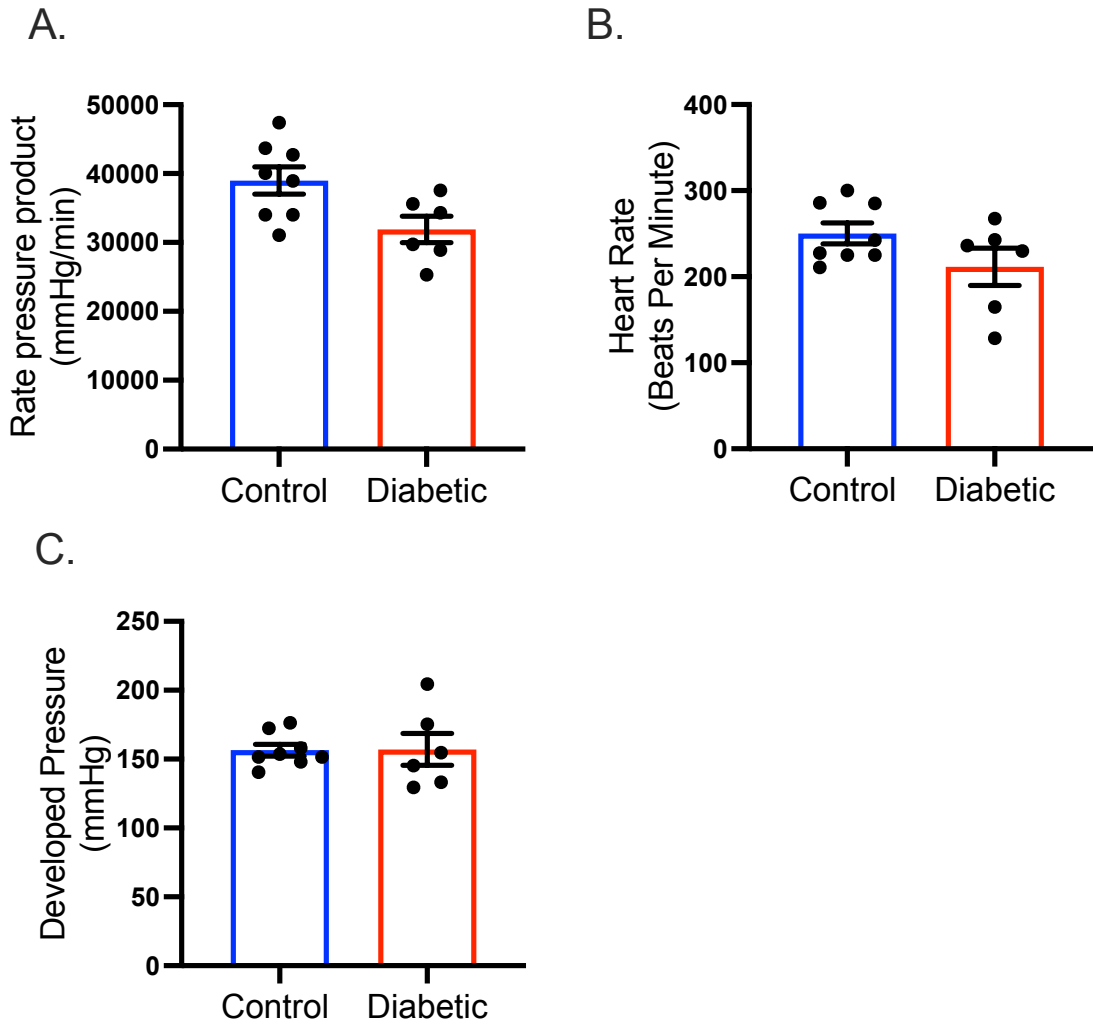 A.
Rate pressure product
(mmHg/min)
50000
40000
30000
20000
10000
0
Control Diabetic
B.
Heart Rate
(Beats Per Minute)
400
300
200
100
0
Control Diabetic
C.
Developed Pressure
(mmHg)
250
200
150
100
50
0
Control Diabetic